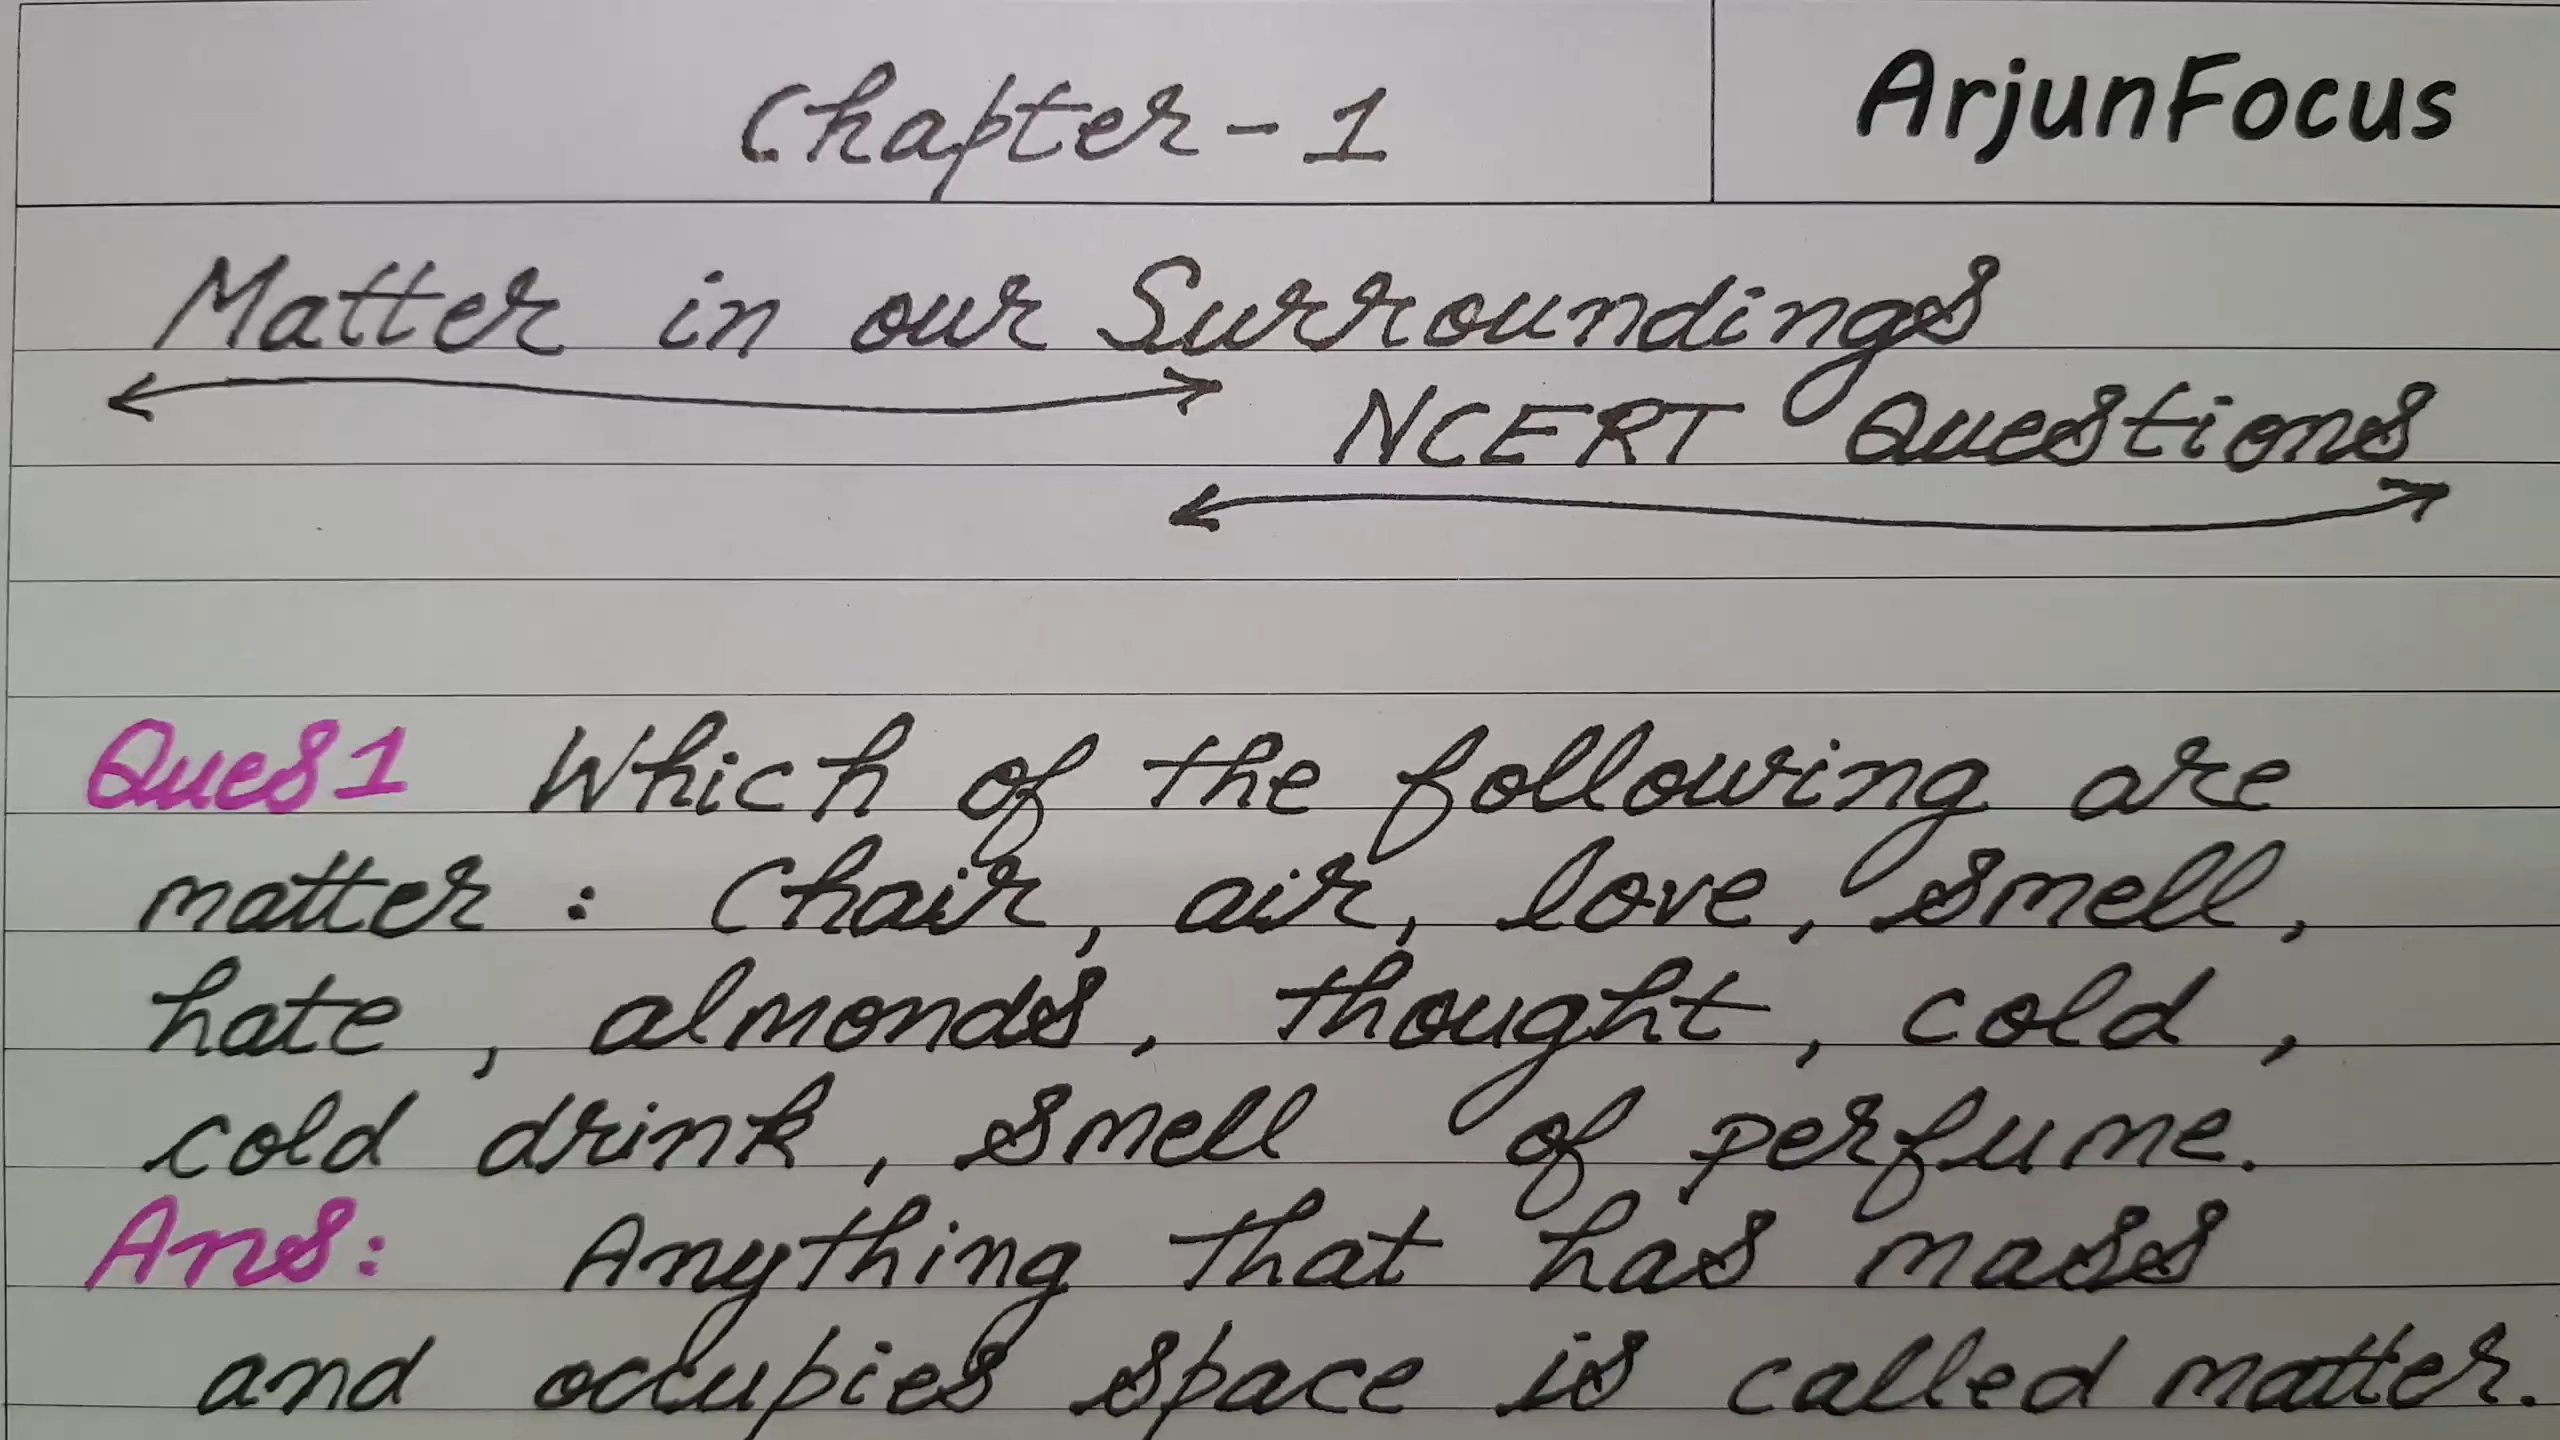 Chapter - 1
ArjunFocus
Matter in our Surroundings
NCERT Questions
Ques 1 Which of the following are
matter : Chair, air, love, smell,
hate, almonds, thought, cold,
cold drink, smell of perfume.
Ans: Anything that has mass
and occupies space is called matter.